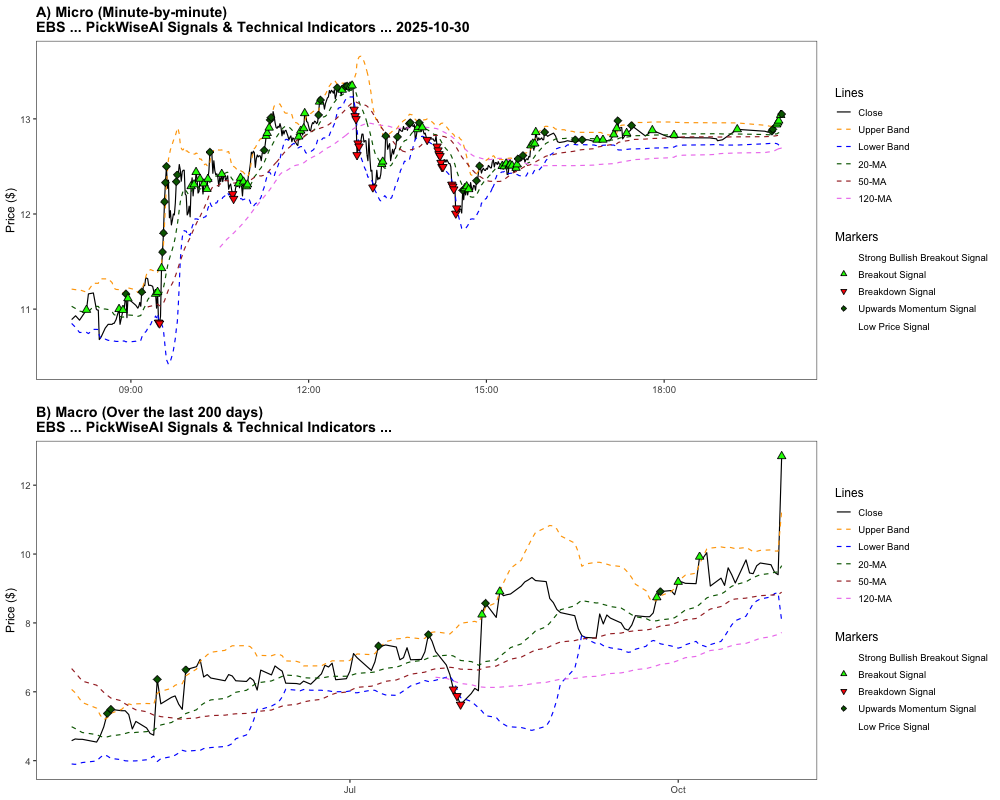 A) Micro (Minute-by-minute)
EBS ... PickWiseAI Signals & Technical Indicators ... 2025-10-30
Price ($)
13
12
11
09:00
12:00
15:00
18:00
Lines
Close
Upper Band
Lower Band
20-MA
50-MA
120-MA
Markers
Strong Bullish Breakout Signal
Breakout Signal
Breakdown Signal
Upwards Momentum Signal
Low Price Signal
B) Macro (Over the last 200 days)
EBS ... PickWiseAI Signals & Technical Indicators ...
Price ($)
12
10
8
6
4
Jul
Oct
Lines
Close
Upper Band
Lower Band
20-MA
50-MA
120-MA
Markers
Strong Bullish Breakout Signal
Breakout Signal
Breakdown Signal
Upwards Momentum Signal
Low Price Signal